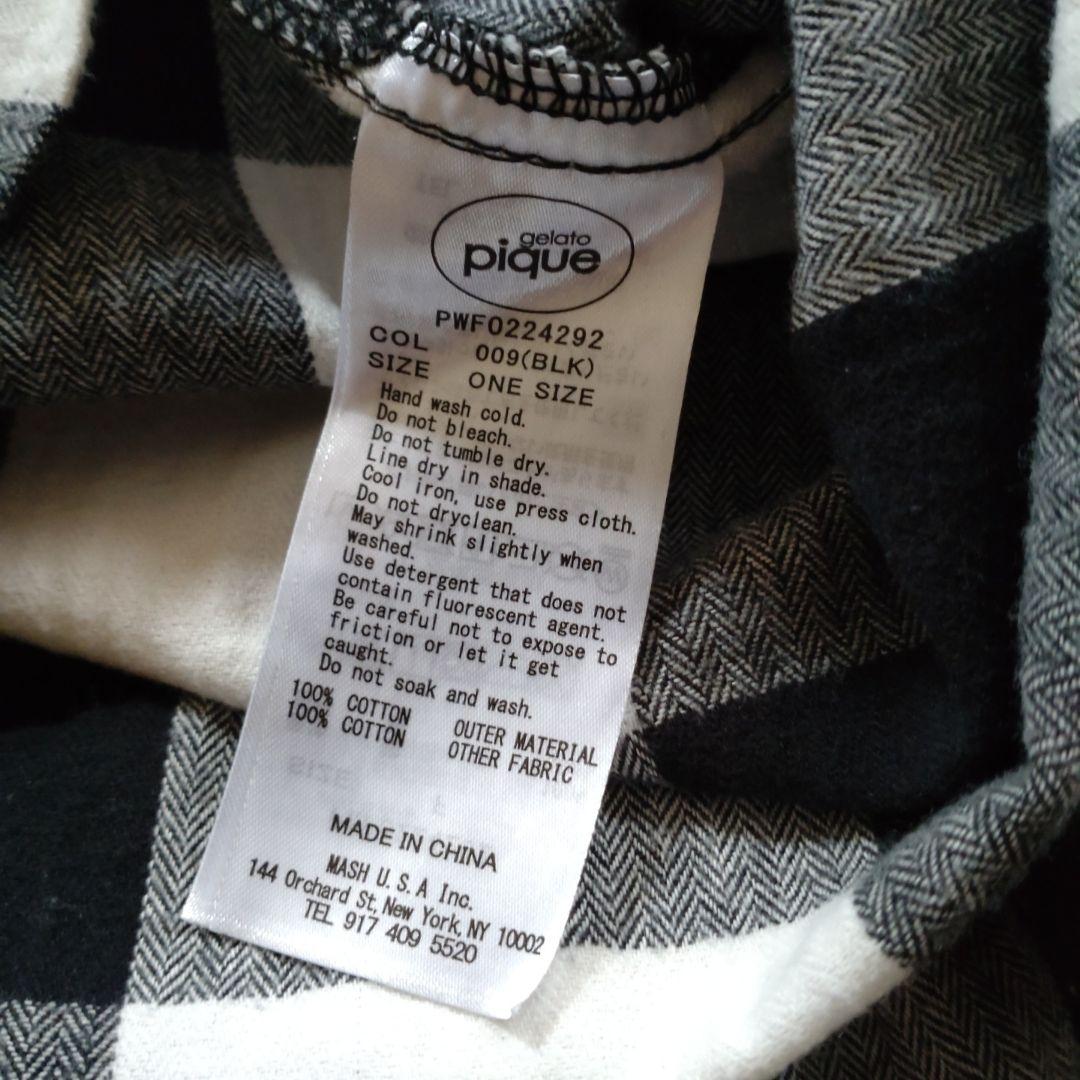 gelato
pique
PWF0224292
COL 009(BLK)
SIZE ONE SIZE
Hand wash cold.
Do not bleach.
Do not tumble dry.
Line dry in shade.
Cool iron, use press cloth.
Do not dryclean.
May shrink slightly when
washed.
Use detergent that does not
contain fluorescent agent.
Be careful not to expose to
friction or let it get
caught.
Do not soak and wash.
100% COTTON OUTER MATERIAL
100% COTTON OTHER FABRIC
MADE IN CHINA
MASH U.S.A Inc.
144 Orchard St. New York, NY 10002
TEL 917 409 5520